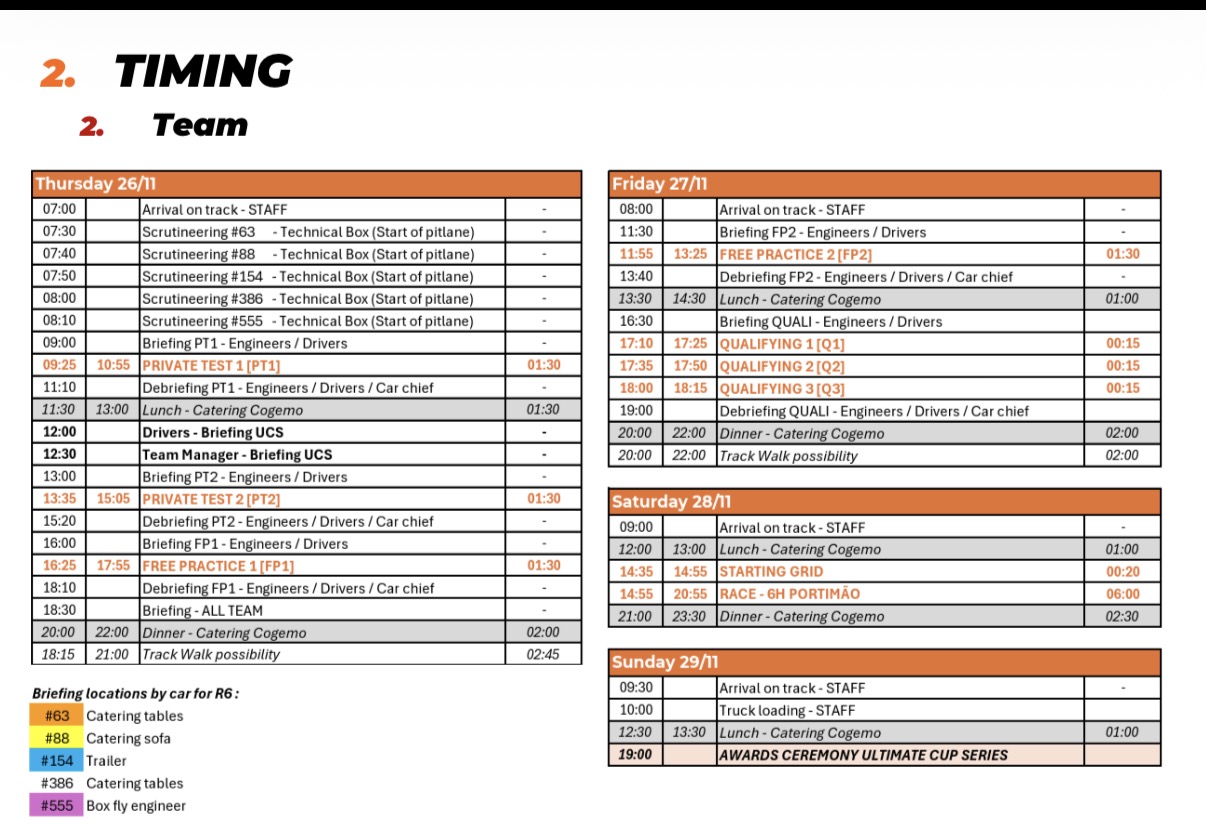 2. TIMING
2. Team
Thursday 26/11
07:00 Arrival on track - STAFF -
07:30 Scrutineering #63 - Technical Box (Start of pitlane) -
07:40 Scrutineering #88 - Technical Box (Start of pitlane) -
07:50 Scrutineering #154 - Technical Box (Start of pitlane) -
08:00 Scrutineering #386 - Technical Box (Start of pitlane) -
08:10 Scrutineering #555 - Technical Box (Start of pitlane) -
09:00 Briefing PT1 - Engineers / Drivers -
09:25 10:55 PRIVATE TEST 1 [PT1] 01:30
11:10 Debriefing PT1 - Engineers / Drivers / Car chief -
11:30 13:00 Lunch - Catering Cogemo 01:30
12:00 Drivers - Briefing UCS -
12:30 Team Manager - Briefing UCS -
13:00 Briefing PT2 - Engineers / Drivers -
13:35 15:05 PRIVATE TEST 2 [PT2] 01:30
15:20 Debriefing PT2 - Engineers / Drivers / Car chief -
16:00 Briefing FP1 - Engineers / Drivers -
16:25 17:55 FREE PRACTICE 1 [FP1] 01:30
18:10 Debriefing FP1 - Engineers / Drivers / Car chief -
18:30 Briefing - ALL TEAM -
20:00 22:00 Dinner - Catering Cogemo 02:00
18:15 21:00 Track Walk possibility 02:45
Briefing locations by car for R6 :
#63 Catering tables
#88 Catering sofa
#154 Trailer
#386 Catering tables
#555 Box fly engineer
Friday 27/11
08:00 Arrival on track - STAFF -
11:30 Briefing FP2 - Engineers / Drivers -
11:55 13:25 FREE PRACTICE 2 [FP2] 01:30
13:40 Debriefing FP2 - Engineers / Drivers / Car chief -
13:30 14:30 Lunch - Catering Cogemo 01:00
16:30 Briefing QUALI - Engineers / Drivers
17:10 17:25 QUALIFYING 1 [Q1] 00:15
17:35 17:50 QUALIFYING 2 [Q2] 00:15
18:00 18:15 QUALIFYING 3 [Q3] 00:15
19:00 Debriefing QUALI - Engineers / Drivers / Car chief
20:00 22:00 Dinner - Catering Cogemo 02:00
20:00 22:00 Track Walk possibility 02:00
Saturday 28/11
09:00 Arrival on track - STAFF -
12:00 13:00 Lunch - Catering Cogemo 01:00
14:35 14:55 STARTING GRID 00:20
14:55 20:55 RACE - 6H PORTIMÃO 06:00
21:00 23:30 Dinner - Catering Cogemo 02:30
Sunday 29/11
09:30 Arrival on track - STAFF -
10:00 Truck loading - STAFF
12:30 13:30 Lunch - Catering Cogemo 01:00
19:00 AWARDS CEREMONY ULTIMATE CUP SERIES